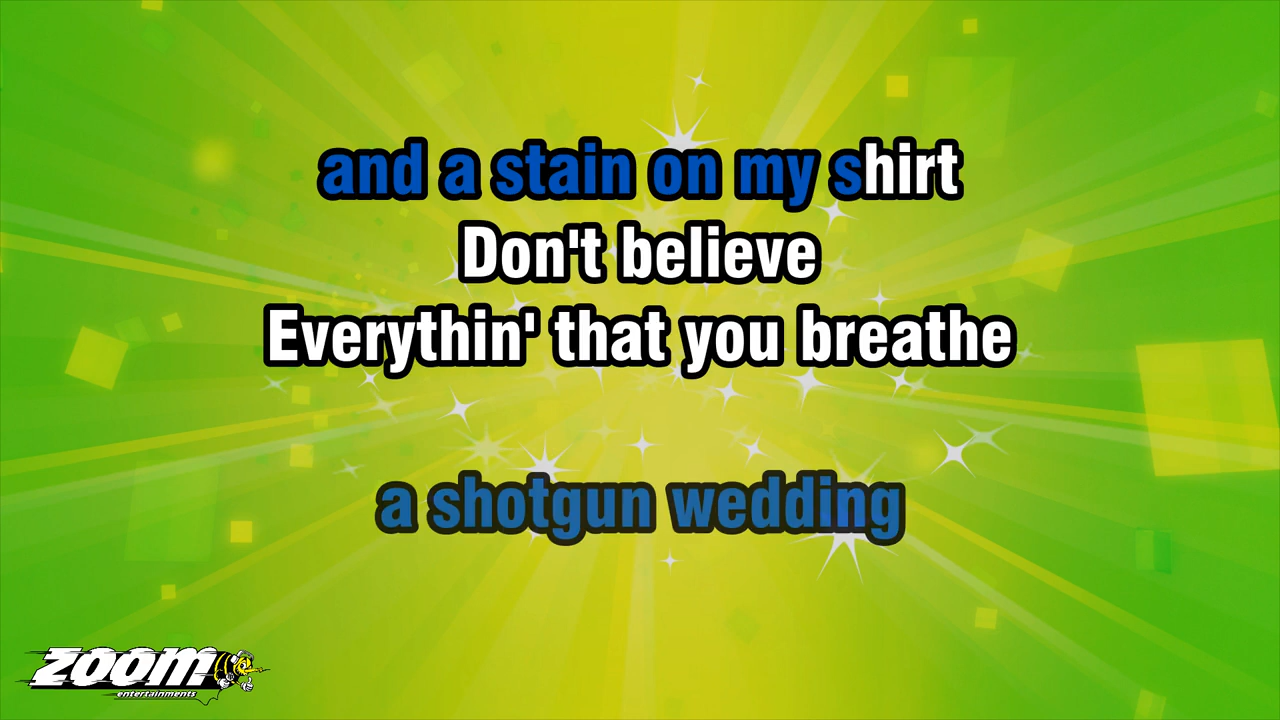 and a stain on my shirt
Don't believe
Everythin' that you breathe
a shotgun wedding
ZOOM
entertainments